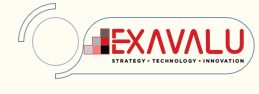 EXAVALU
STRATEGY • TECHNOLOGY • INNOVATION